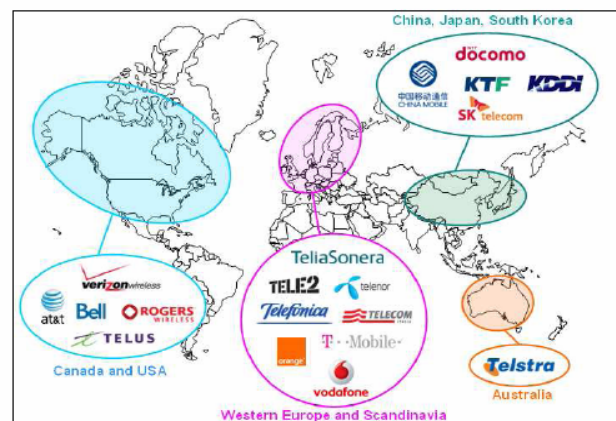 China, Japan, South Korea
docomo
中国移动通信
CHINA MOBILE
KTF
KDDI
SK telecom
TeliaSonera
TELE2
telenor
Telefónica
TELECOM
T··Mobile·
orange
vodafone
Western Europe and Scandinavia
verizonwireless
at&t
Bell
ROGERS
WIRELESS
TELUS
Canada and USA
Telstra
Australia